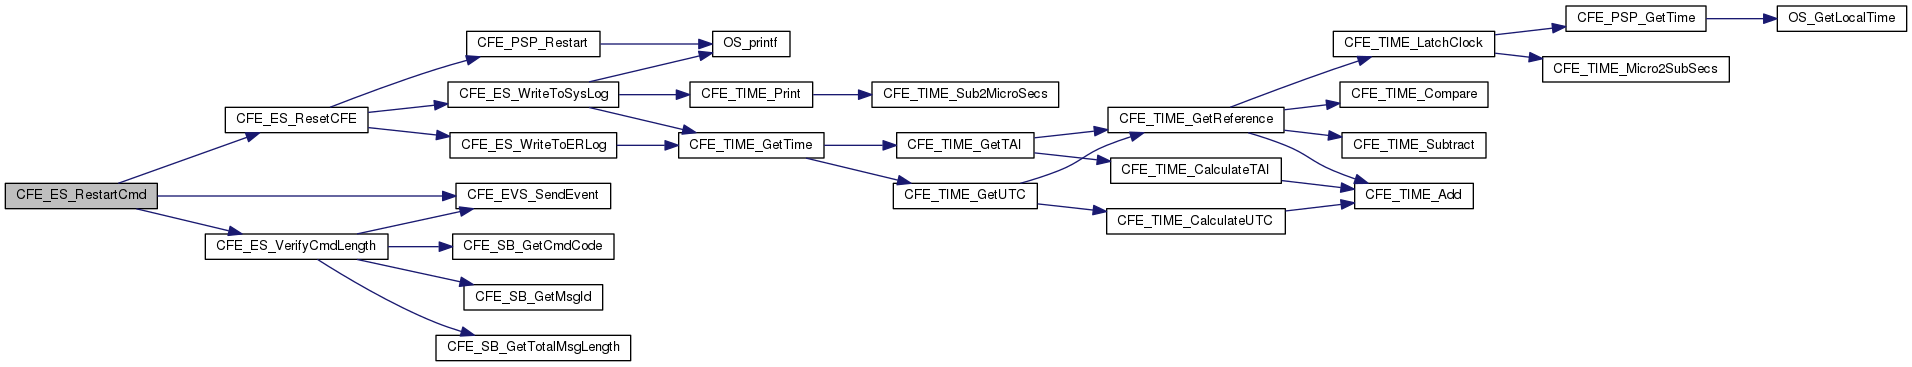 CFE_ES_RestartCmd
CFE_ES_ResetCFE
CFE_PSP_Restart
OS_printf
CFE_ES_WriteToSysLog
CFE_TIME_Print
CFE_TIME_Sub2MicroSecs
CFE_ES_WriteToERLog
CFE_TIME_GetTime
CFE_TIME_GetTAI
CFE_TIME_GetReference
CFE_TIME_LatchClock
CFE_PSP_GetTime
OS_GetLocalTime
CFE_TIME_Micro2SubSecs
CFE_TIME_Compare
CFE_TIME_Subtract
CFE_TIME_CalculateTAI
CFE_TIME_Add
CFE_TIME_GetUTC
CFE_TIME_CalculateUTC
CFE_EVS_SendEvent
CFE_ES_VerifyCmdLength
CFE_SB_GetCmdCode
CFE_SB_GetMsgId
CFE_SB_GetTotalMsgLength